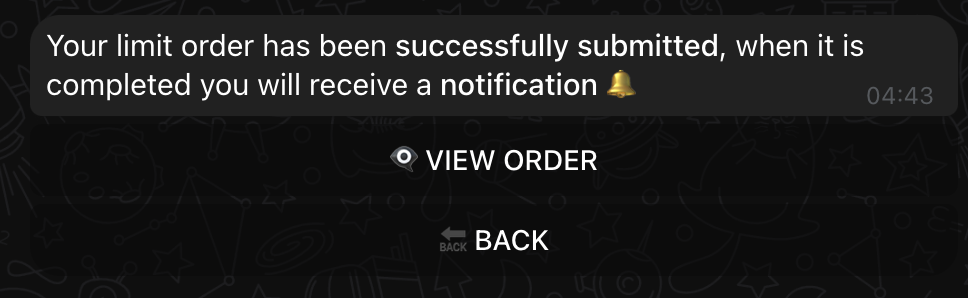 Your limit order has been successfully submitted, when it is
completed you will receive a notification 🔔
04:43
👁️‍🗨️ VIEW ORDER
🔙 BACK